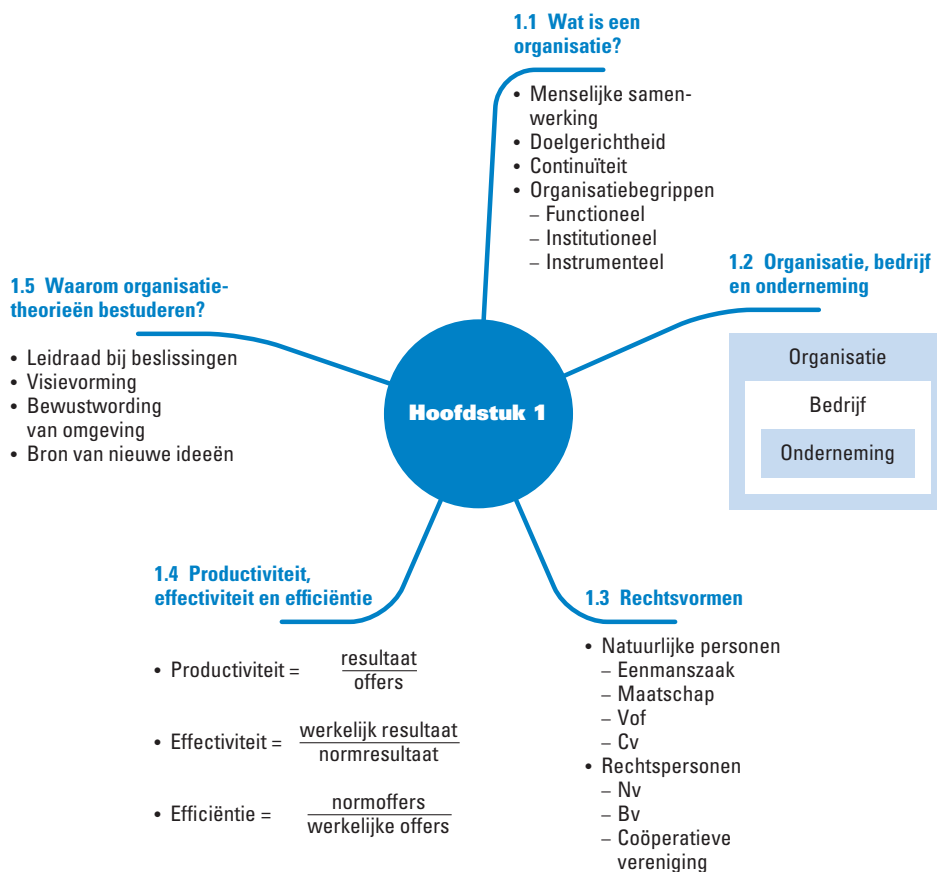 1.1 Wat is een
organisatie?
• Menselijke samen-
werking
• Doelgerichtheid
• Continuïteit
• Organisatiebegrippen
– Functioneel
– Institutioneel
– Instrumenteel
1.2 Organisatie, bedrijf
en onderneming
Organisatie
Bedrijf
Onderneming
1.5 Waarom organisatie-
theorieën bestuderen?
• Leidraad bij beslissingen
• Visievorming
• Bewustwording
van omgeving
• Bron van nieuwe ideeën
Hoofdstuk 1
1.4 Productiviteit,
effectiviteit en efficiëntie
• Productiviteit =
resultaat
offers
• Effectiviteit =
werkelijk resultaat
normresultaat
• Efficiëntie =
normoffers
werkelijke offers
1.3 Rechtsvormen
• Natuurlijke personen
– Eenmanszaak
– Maatschap
– Vof
– Cv
• Rechtspersonen
– Nv
– Bv
– Coöperatieve
vereniging